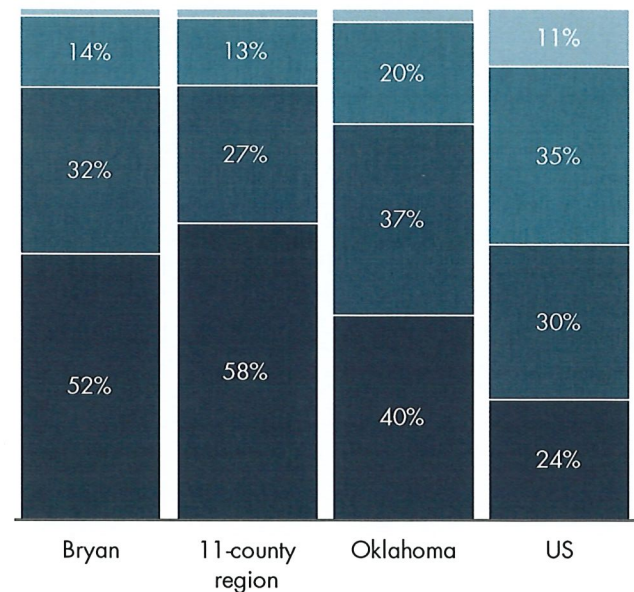 11%
14%
13%
20%
35%
32%
27%
37%
30%
52%
58%
40%
24%
Bryan
11-county
region
Oklahoma
US